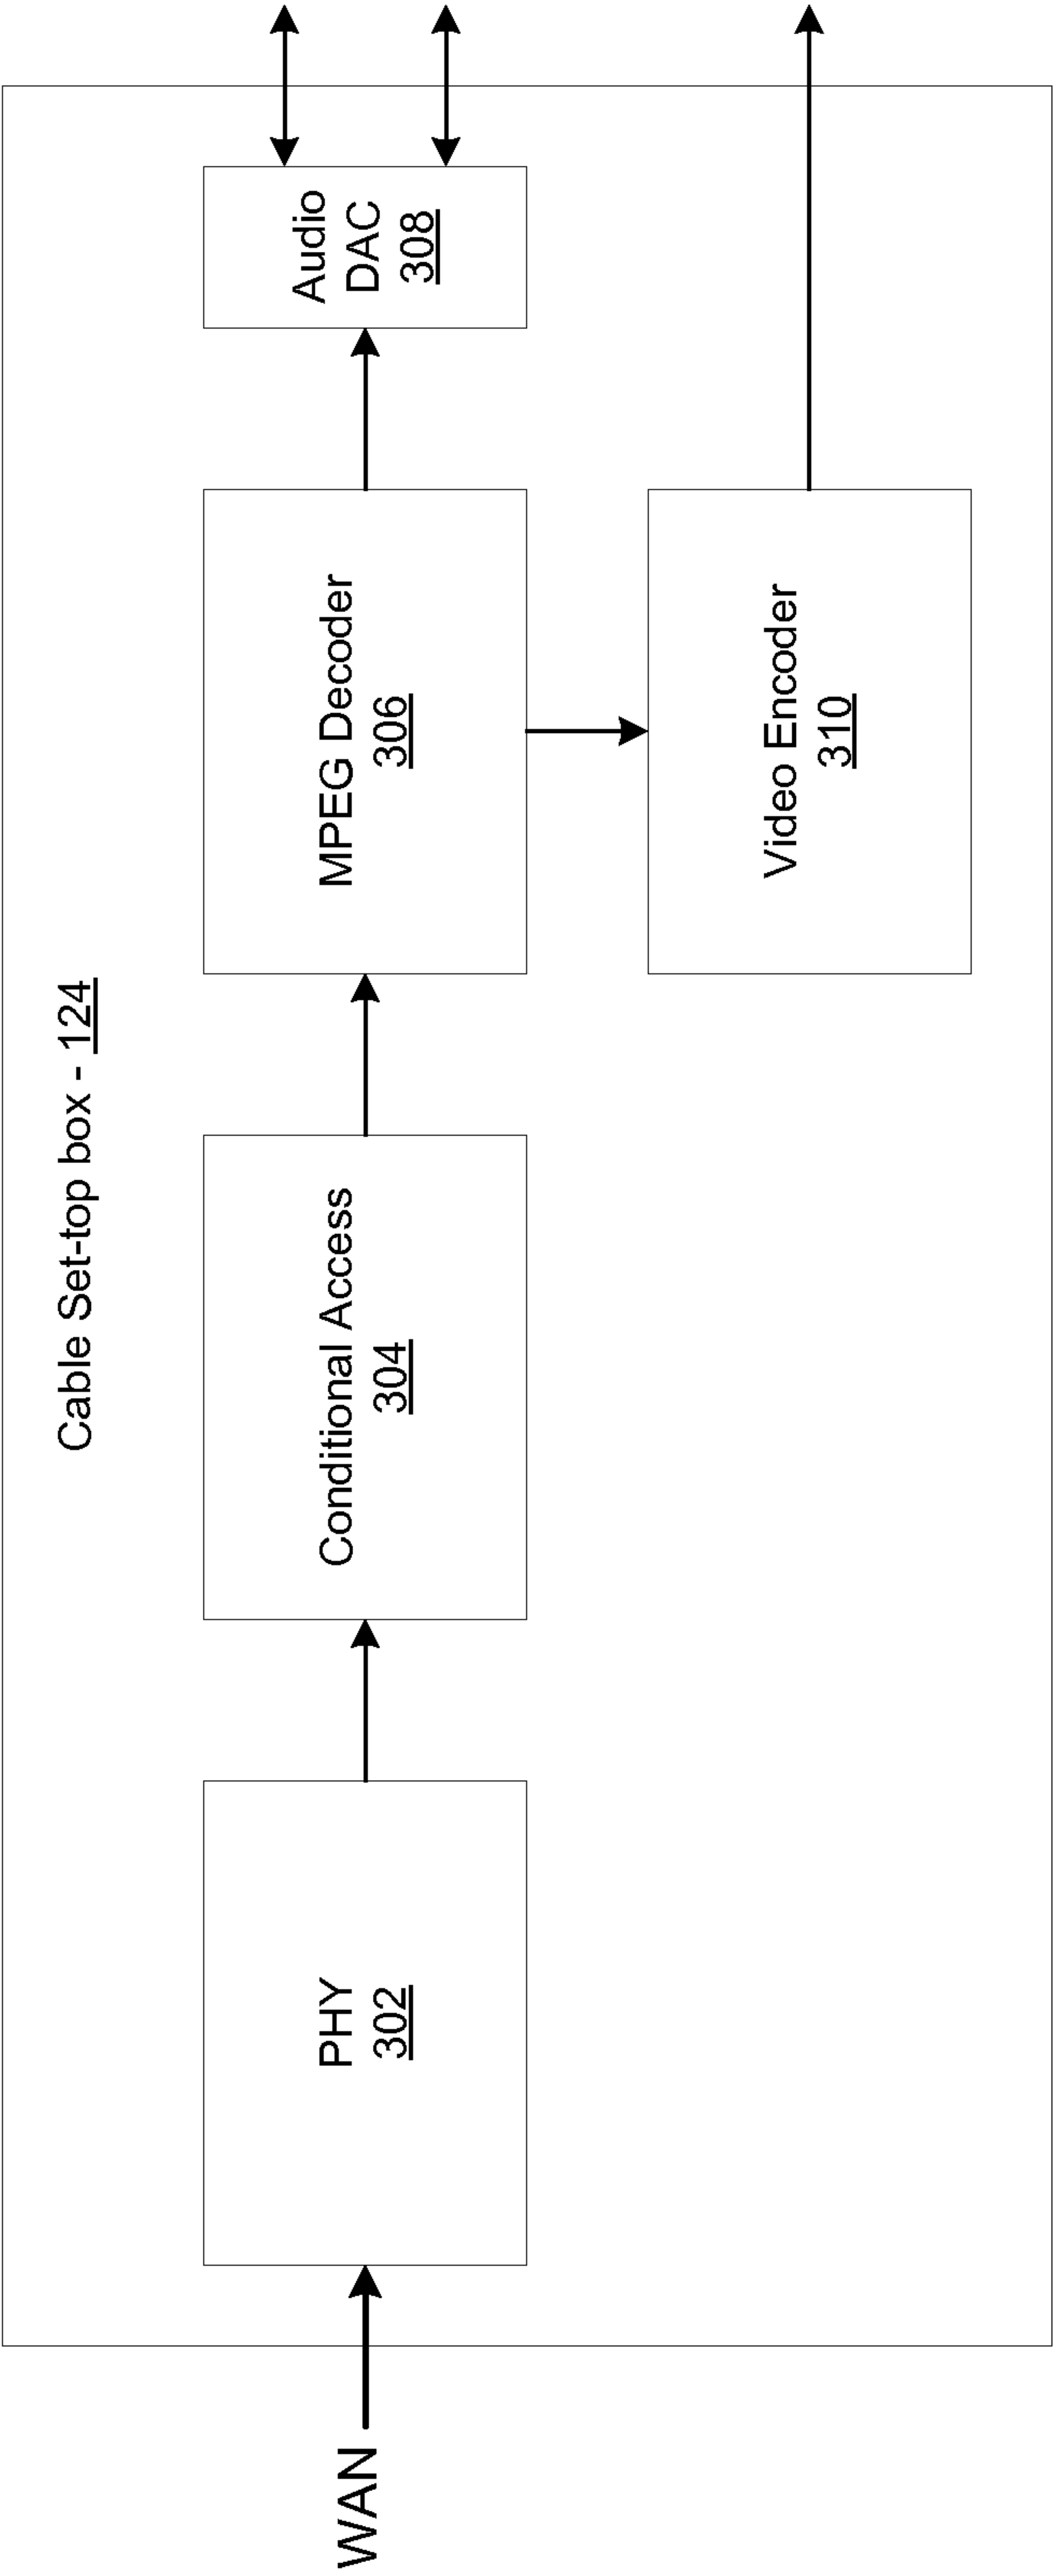 Cable Set-top box - 124
WAN
PHY
302
Conditional Access
304
MPEG Decoder
306
Audio
DAC
308
Video Encoder
310